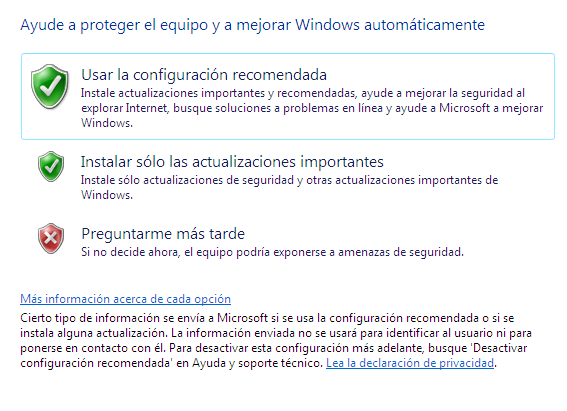 Ayude a proteger el equipo y a mejorar Windows automáticamente
Usar la configuración recomendada
Instale actualizaciones importantes y recomendadas, ayude a mejorar la seguridad al
explorar Internet, busque soluciones a problemas en línea y ayude a Microsoft a mejorar
Windows.
Instalar sólo las actualizaciones importantes
Instale sólo actualizaciones de seguridad y otras actualizaciones importantes de
Windows.
Preguntarme más tarde
Si no decide ahora, el equipo podría exponerse a amenazas de seguridad.
Más información acerca de cada opción
Cierto tipo de información se envía a Microsoft si se usa la configuración recomendada o si se
instala alguna actualización. La información enviada no se usará para identificar al usuario ni para
ponerse en contacto con él. Para desactivar esta configuración más adelante, busque 'Desactivar
configuración recomendada' en Ayuda y soporte técnico. Lea la declaración de privacidad.